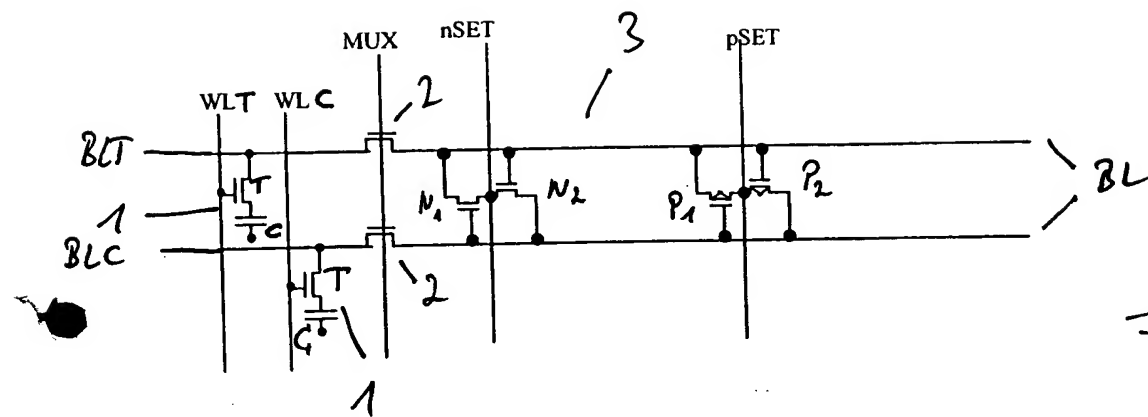 MUX nSET 3 pSET
WLT WLC 2
BLT
T N1 N2 P1 P2 BL
1 C
BLC
T 2
C
1